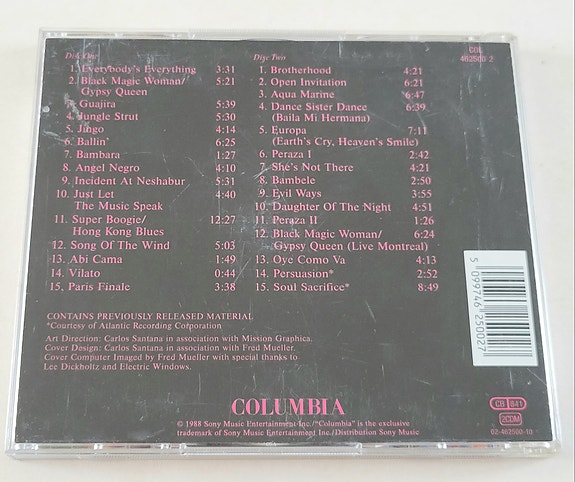 Disc One
1. Everybody's Everything 3:31
2. Black Magic Woman/ 5:21
Gypsy Queen
3. Guajira 5:39
4. Jungle Strut 5:30
5. Jingo 4:14
6. Ballin' 6:25
7. Bambara 1:27
8. Angel Negro 4:10
9. Incident At Neshabur 5:31
10. Just Let 4:40
The Music Speak
11. Super Boogie/ 12:27
Hong Kong Blues
12. Song Of The Wind 5:03
13. Abi Cama 1:49
14. Vilato 0:44
15. Paris Finale 3:38
Disc Two
1. Brotherhood 4:21
2. Open Invitation 6:21
3. Aqua Marine 6:47
4. Dance Sister Dance 6:39
(Baila Mi Hermana)
5. Europa 7:11
(Earth's Cry, Heaven's Smile)
6. Peraza I 2:42
7. She's Not There 4:21
8. Bambele 2:50
9. Evil Ways 3:55
10. Daughter Of The Night 4:51
11. Peraza II 1:26
12. Black Magic Woman/ 6:24
Gypsy Queen (Live Montreal)
13. Oye Como Va 4:13
14. Persuasion* 2:52
15. Soul Sacrifice* 8:49
COL
462500 2
CONTAINS PREVIOUSLY RELEASED MATERIAL
*Courtesy of Atlantic Recording Corporation
Art Direction: Carlos Santana in association with Mission Graphica.
Cover Design: Carlos Santana in association with Fred Mueller.
Cover Computer Imaged by Fred Mueller with special thanks to
Lee Dickholtz and Electric Windows.
5 099746 250027
COLUMBIA
© 1988 Sony Music Entertainment Inc./"Columbia" is the exclusive
trademark of Sony Music Entertainment Inc./Distribution Sony Music
CB 841
2CDM
02-462500-10